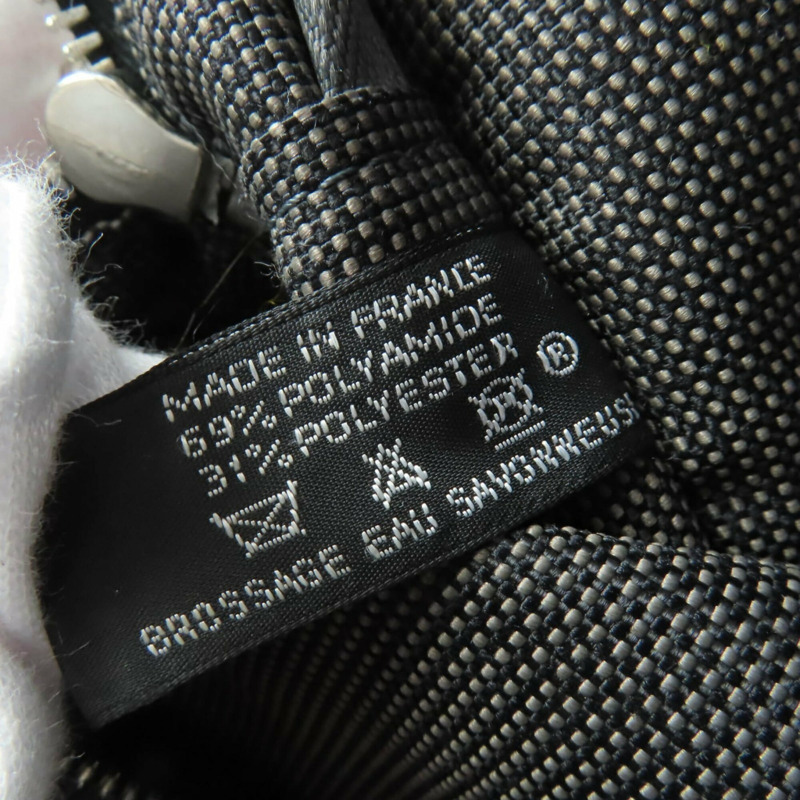 MADE IN FRANCE
69% POLYAMIDE
31% POLYESTER ®
BROSSAGE EAU SAVONNEUSE